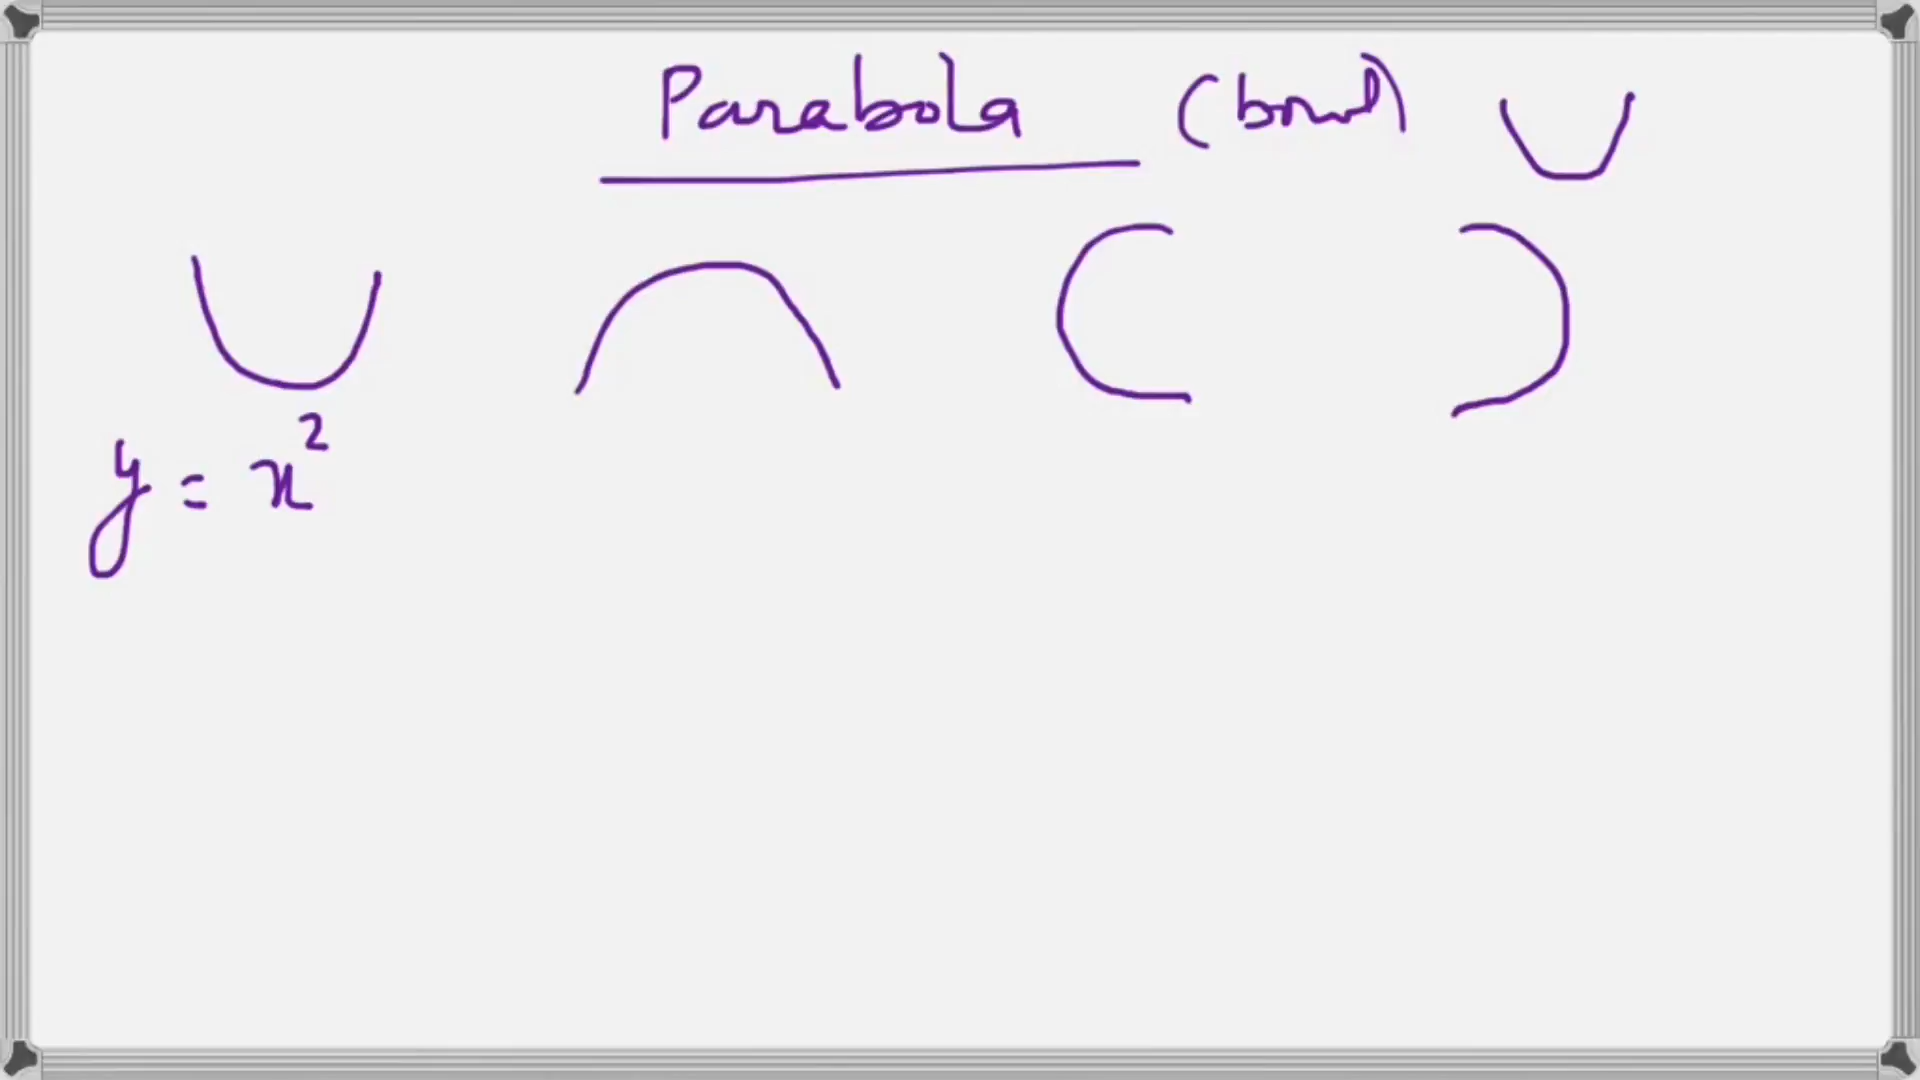 Parabola (bowl)
y = x²